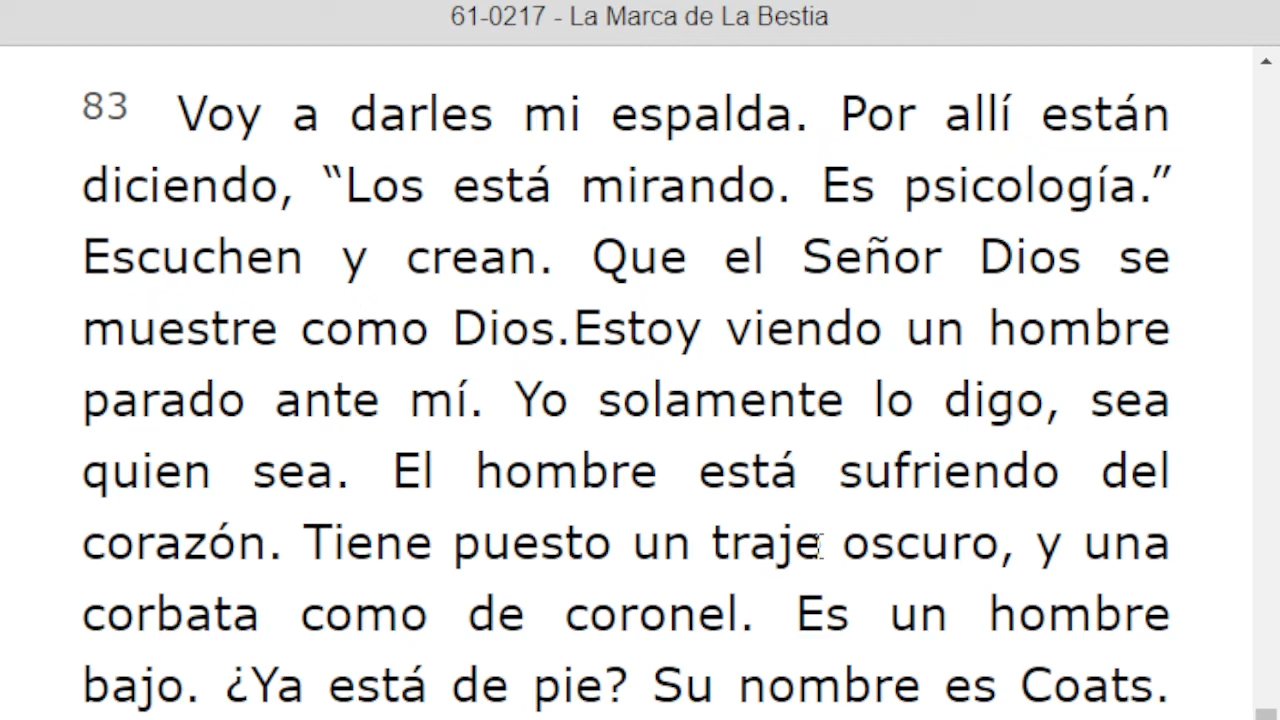 61-0217 - La Marca de La Bestia
83 Voy a darles mi espalda. Por allí están
diciendo, “Los está mirando. Es psicología.”
Escuchen y crean. Que el Señor Dios se
muestre como Dios.Estoy viendo un hombre
parado ante mí. Yo solamente lo digo, sea
quien sea. El hombre está sufriendo del
corazón. Tiene puesto un traje oscuro, y una
corbata como de coronel. Es un hombre
bajo. ¿Ya está de pie? Su nombre es Coats.